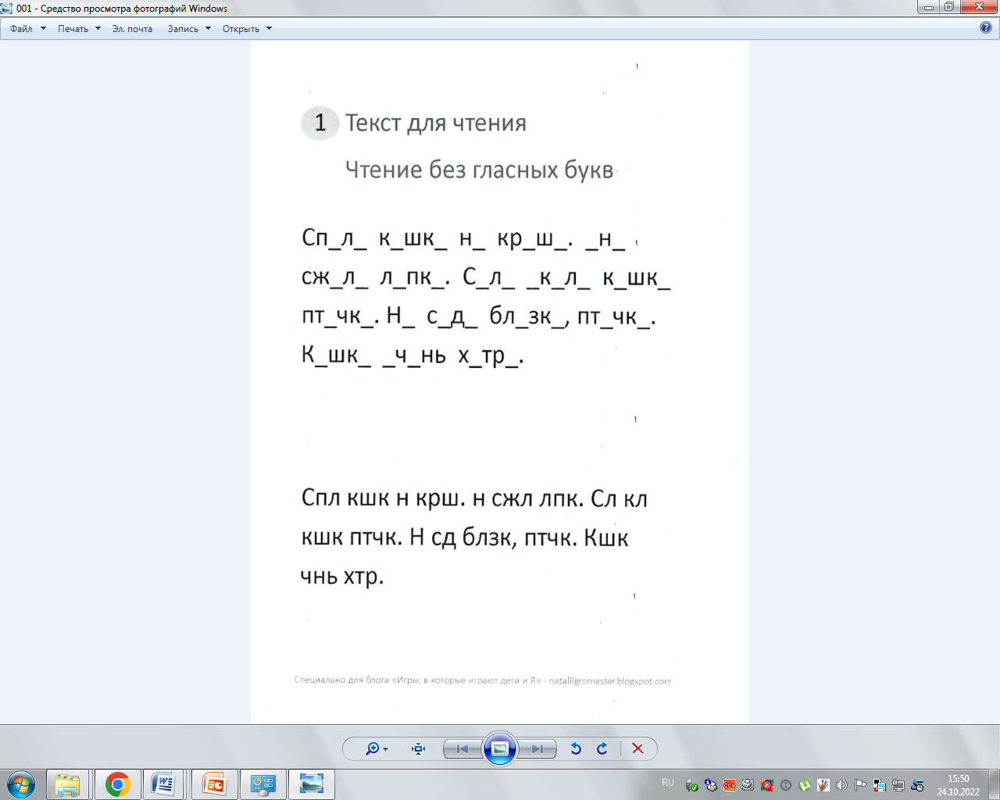 001 - Средство просмотра фотографий Windows
Файл Печать Эл. почта Запись Открыть
1 Текст для чтения
Чтение без гласных букв
Сп_л_ к_шк_ н_ кр_ш_. _н_
сж_л_ л_пк_. С_л_ _к_л_ к_шк_
пт_чк_. Н_ с_д_ бл_зк_, пт_чк_.
К_шк_ _ч_нь х_тр_.
Спл кшк н крш. н сжл лпк. Сл кл
кшк птчк. Н сд блзк, птчк. Кшк
чнь хтр.
Специально для блога «Игры, в которые играют дети и Я» - nataliigromaster.blogspot.com
RU
15:50
24.10.2022